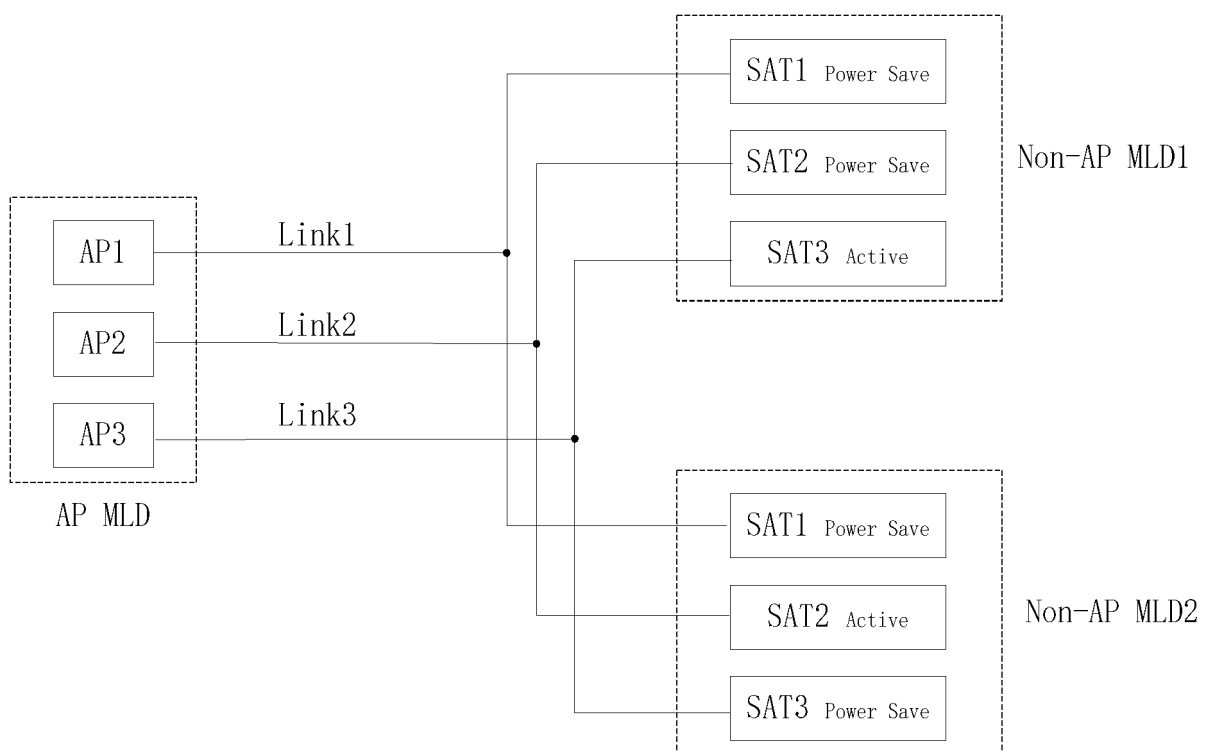 SAT1 Power Save
SAT2 Power Save
Non-AP MLD1
SAT3 Active
AP1
Link1
AP2
Link2
AP3
Link3
AP MLD
SAT1 Power Save
SAT2 Active
Non-AP MLD2
SAT3 Power Save